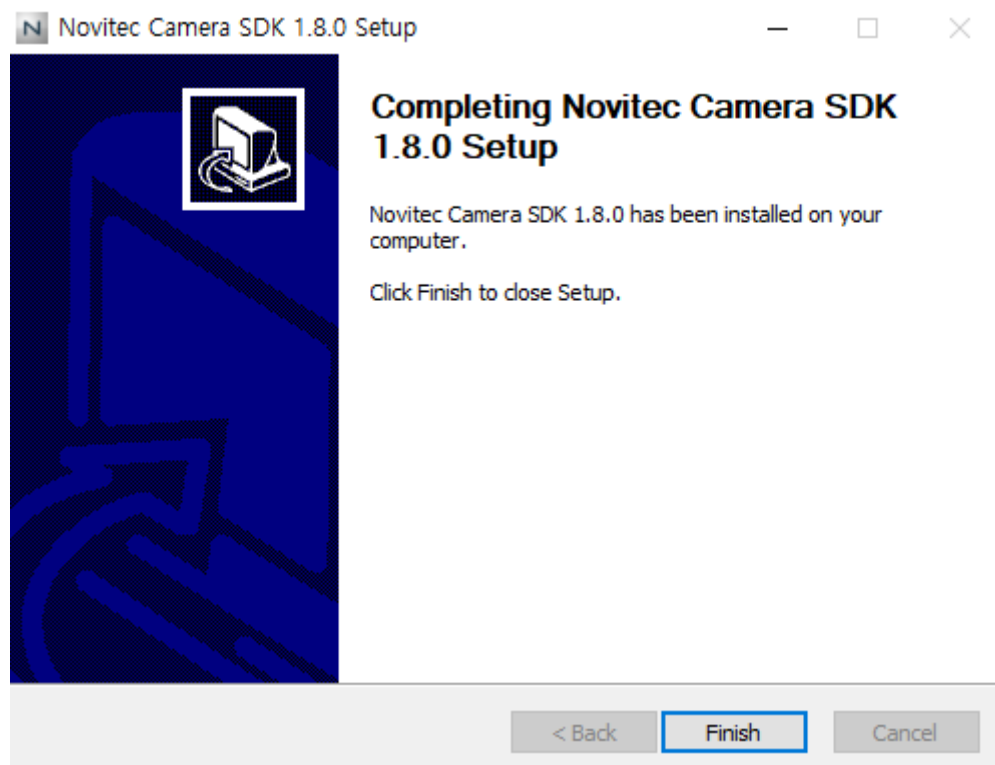 N Novitec Camera SDK 1.8.0 Setup
Completing Novitec Camera SDK
1.8.0 Setup
Novitec Camera SDK 1.8.0 has been installed on your
computer.
Click Finish to close Setup.
< Back Finish Cancel